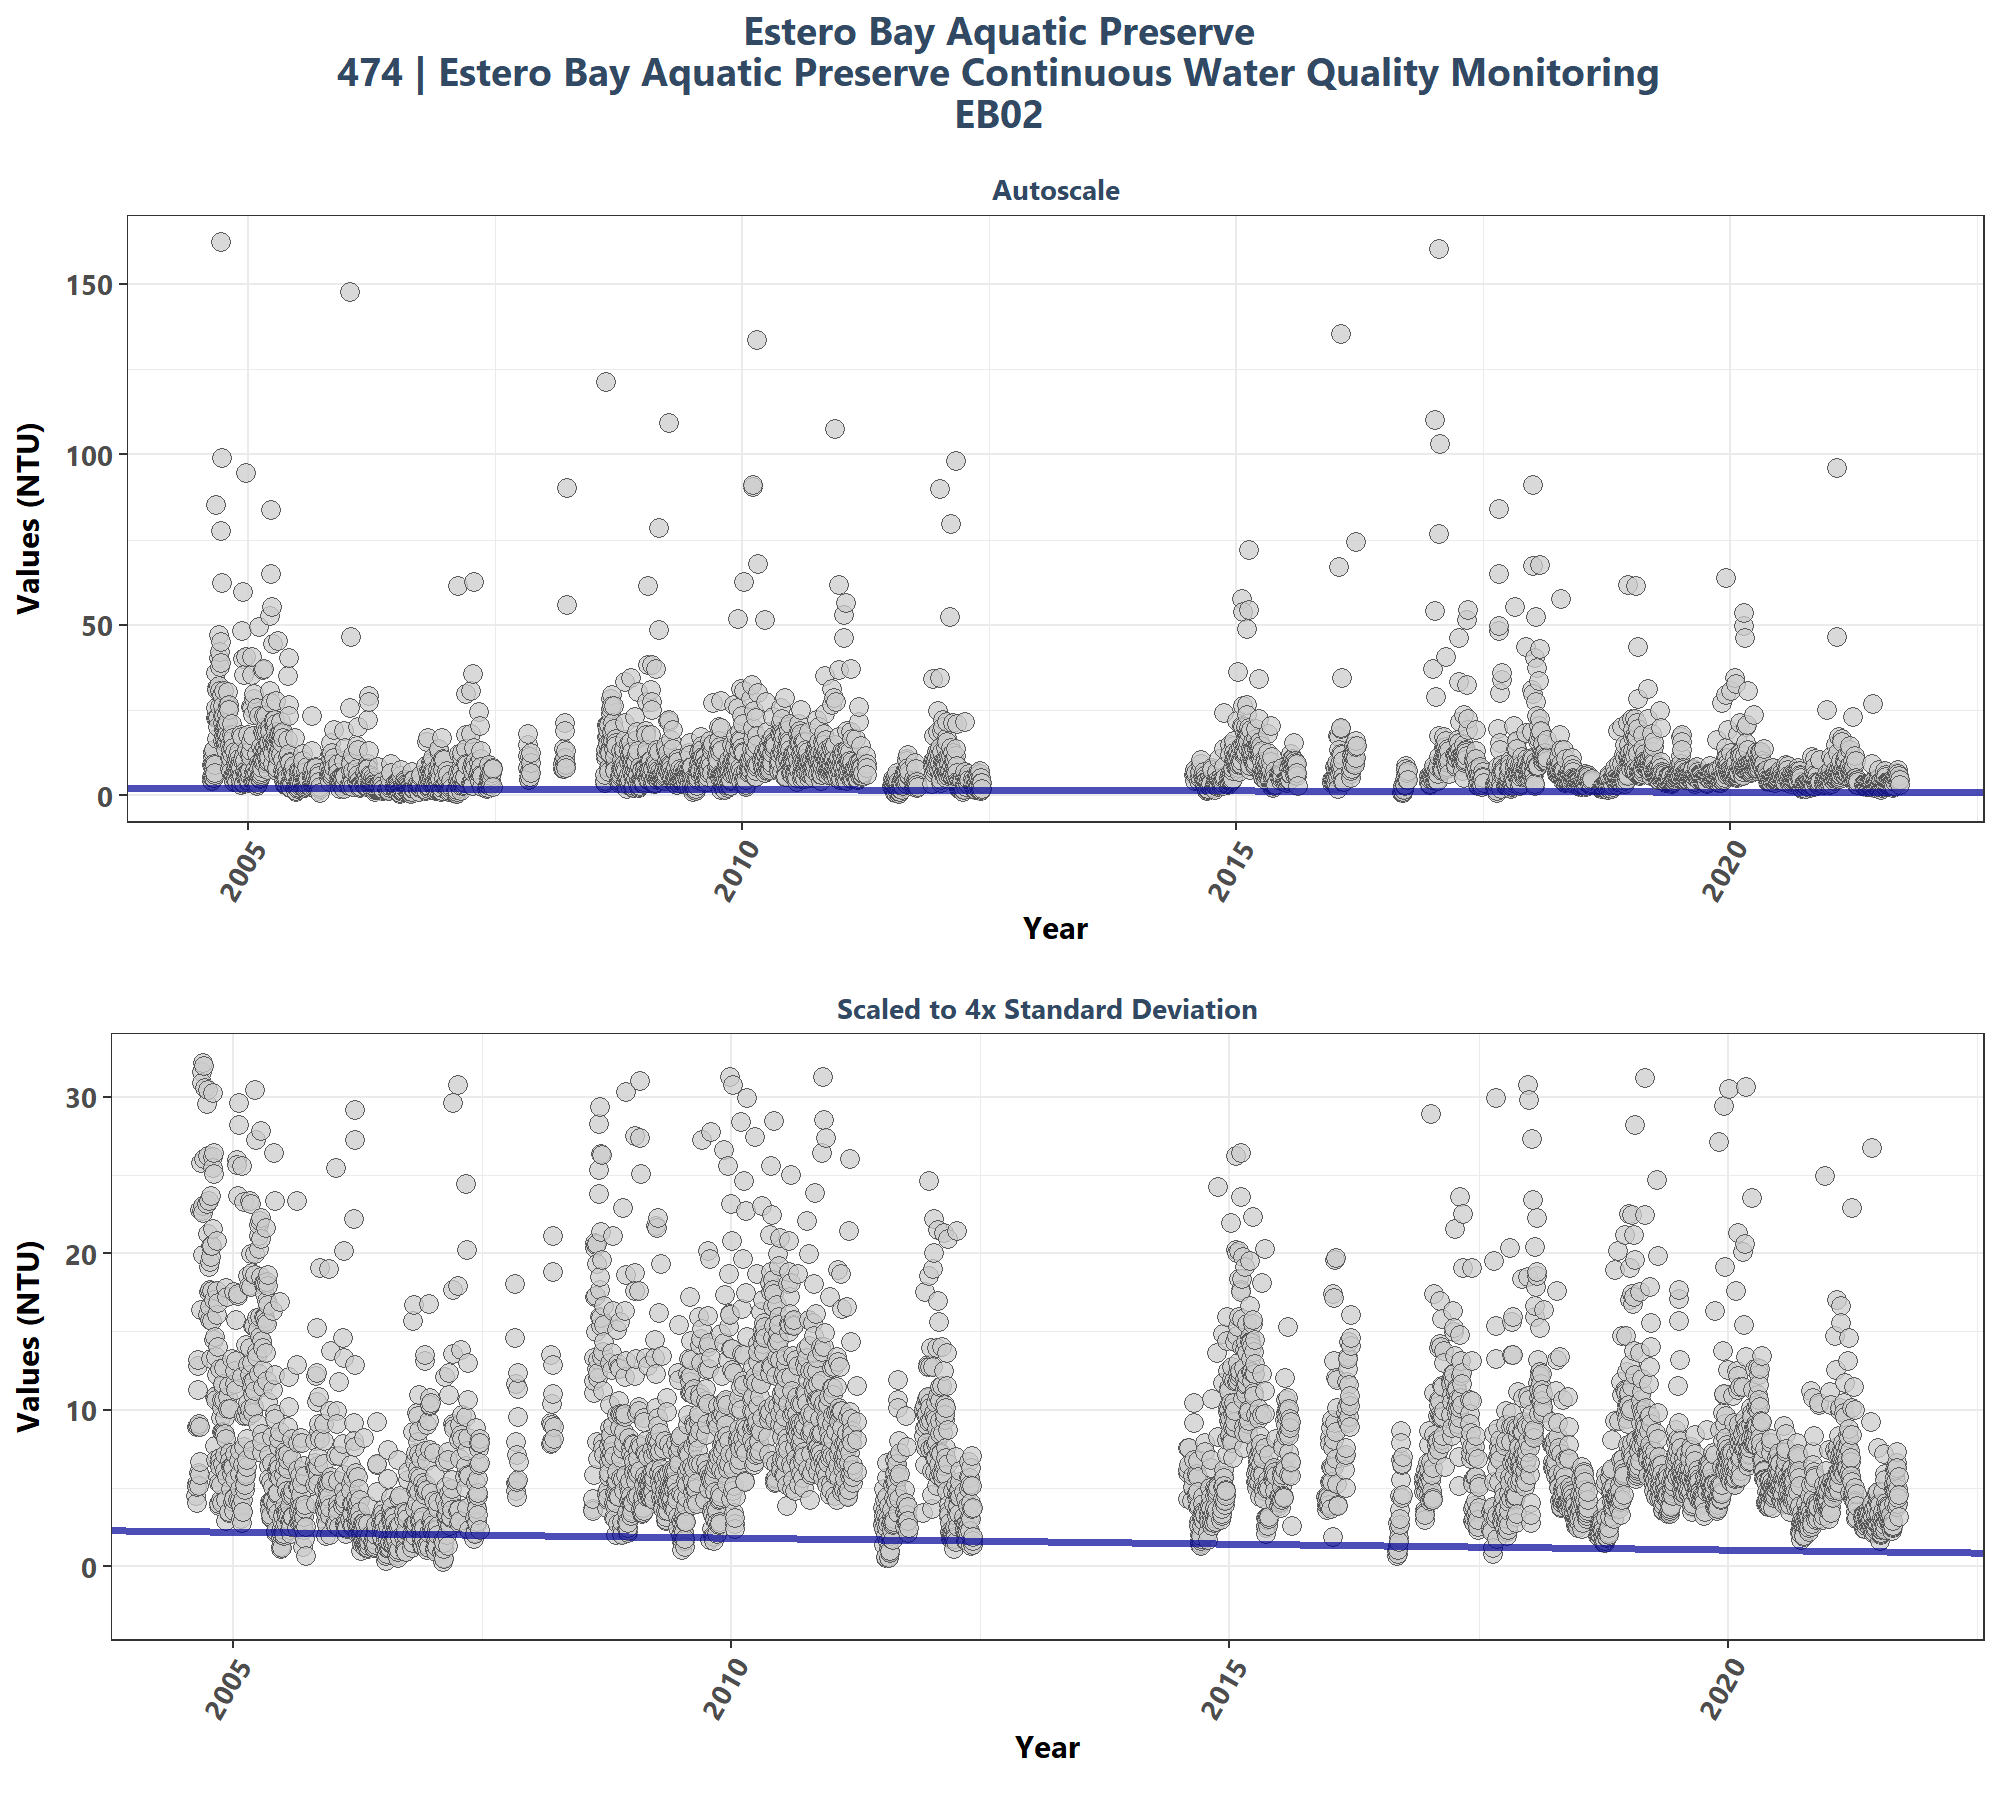 Estero Bay Aquatic Preserve
474 | Estero Bay Aquatic Preserve Continuous Water Quality Monitoring
EB02
Autoscale
Values (NTU)
150
100
50
0
2005
2010
2015
2020
Year
Scaled to 4x Standard Deviation
Values (NTU)
30
20
10
0
2005
2010
2015
2020
Year